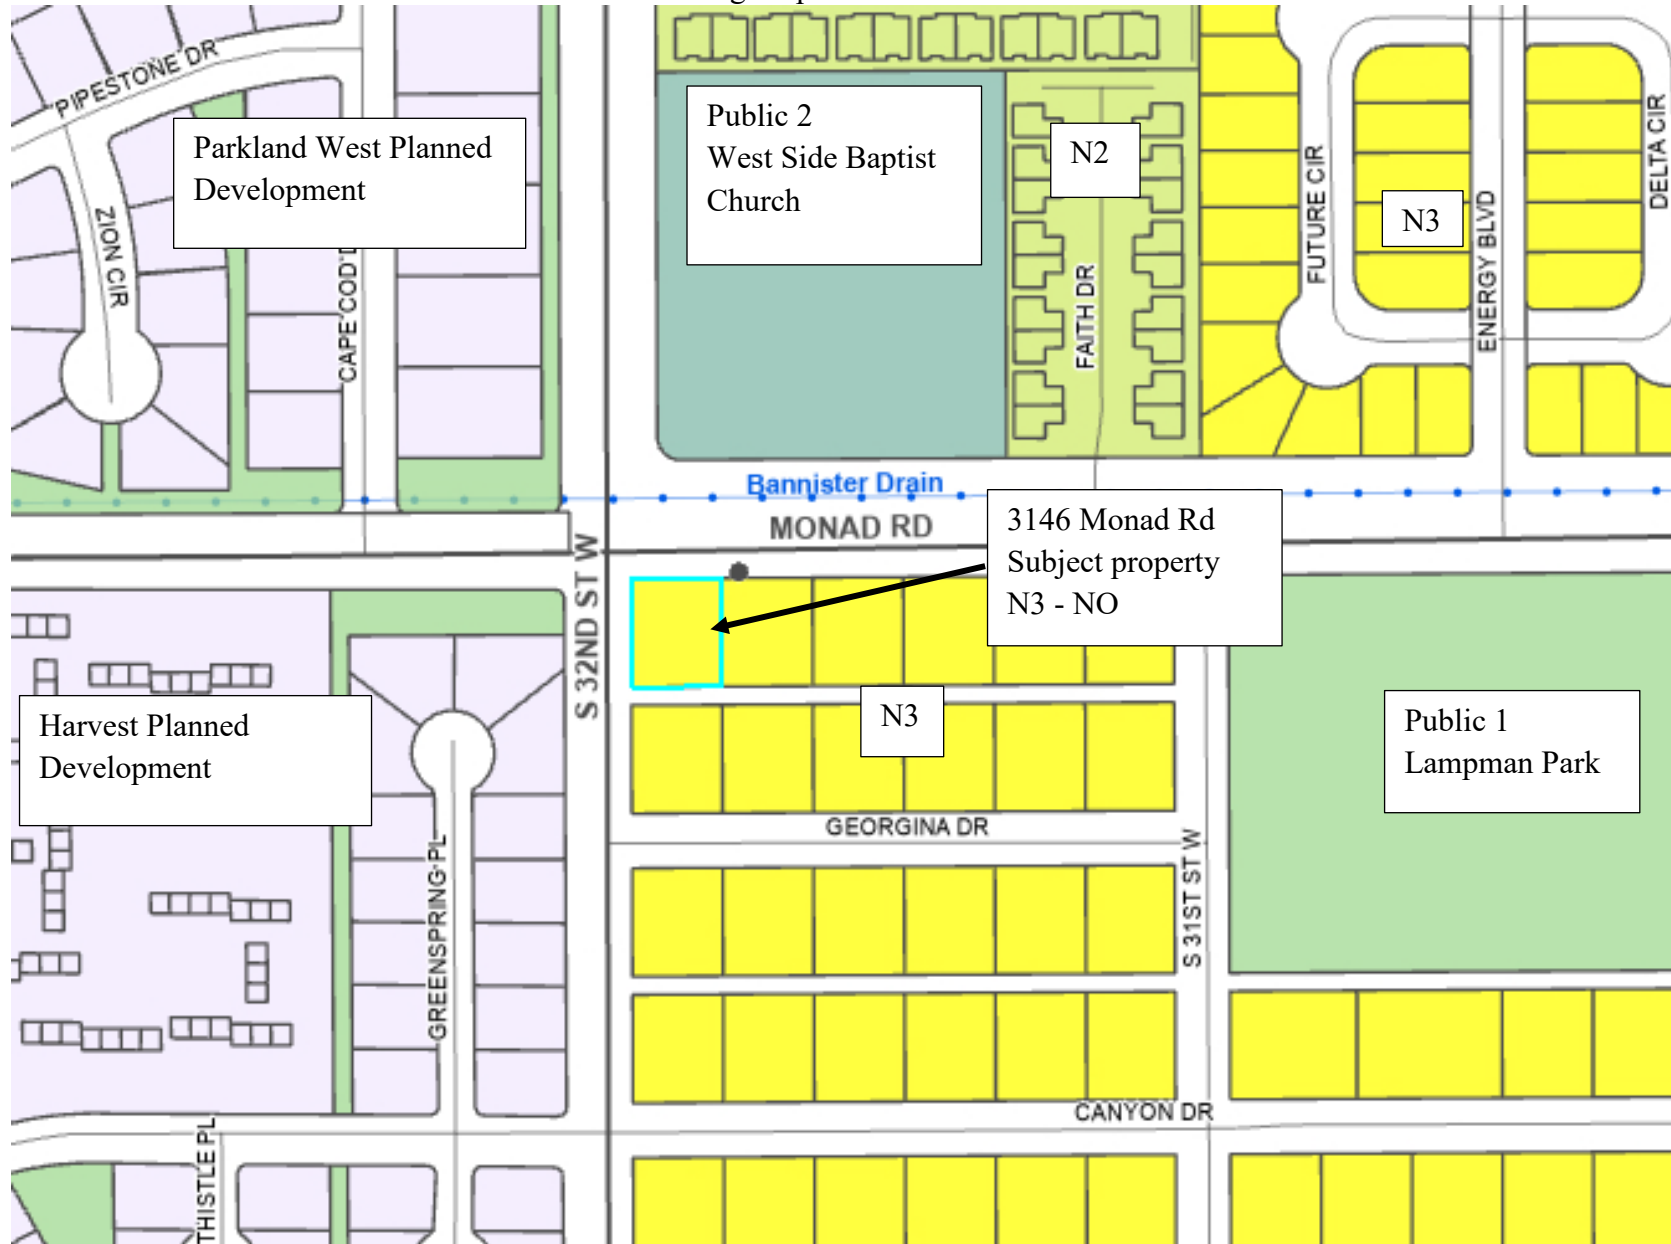 PIPESTONE DR
Parkland West Planned
Development
ZION CIR
CAPE COD D
Public 2
West Side Baptist
Church
N2
FAITH DR
FUTURE CIR
N3
ENERGY BLVD
DELTA CIR
Bannister Drain
MONAD RD
3146 Monad Rd
Subject property
N3 - NO
S 32ND ST W
Harvest Planned
Development
N3
Public 1
Lampman Park
GEORGINA DR
GREENSPRING PL
S 31ST ST W
CANYON DR
THISTLE PL